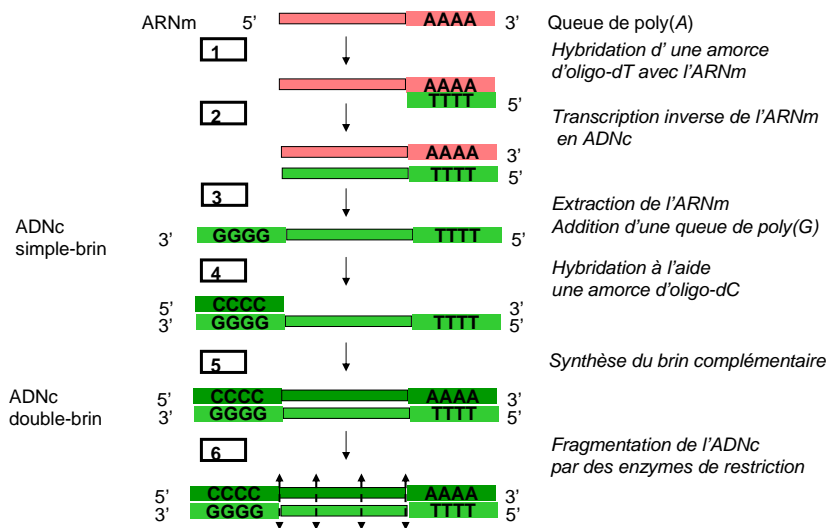 ARNm 5’ AAAA 3’ Queue de poly(A)
1 Hybridation d’ une amorce
d’oligo-dT avec l’ARNm
AAAA
TTTT 5’
2 Transcription inverse de l’ARNm
en ADNc
AAAA 3’
TTTT 5’
3 Extraction de l’ARNm
Addition d’une queue de poly(G)
ADNc
simple-brin
3’ GGGG TTTT 5’
4 Hybridation à l’aide
une amorce d’oligo-dC
5’ CCCC 3’
3’ GGGG TTTT 5’
5 Synthèse du brin complémentaire
ADNc
double-brin
5’ CCCC AAAA 3’
3’ GGGG TTTT 5’
6 Fragmentation de l’ADNc
par des enzymes de restriction
5’ CCCC AAAA 3’
3’ GGGG TTTT 5’